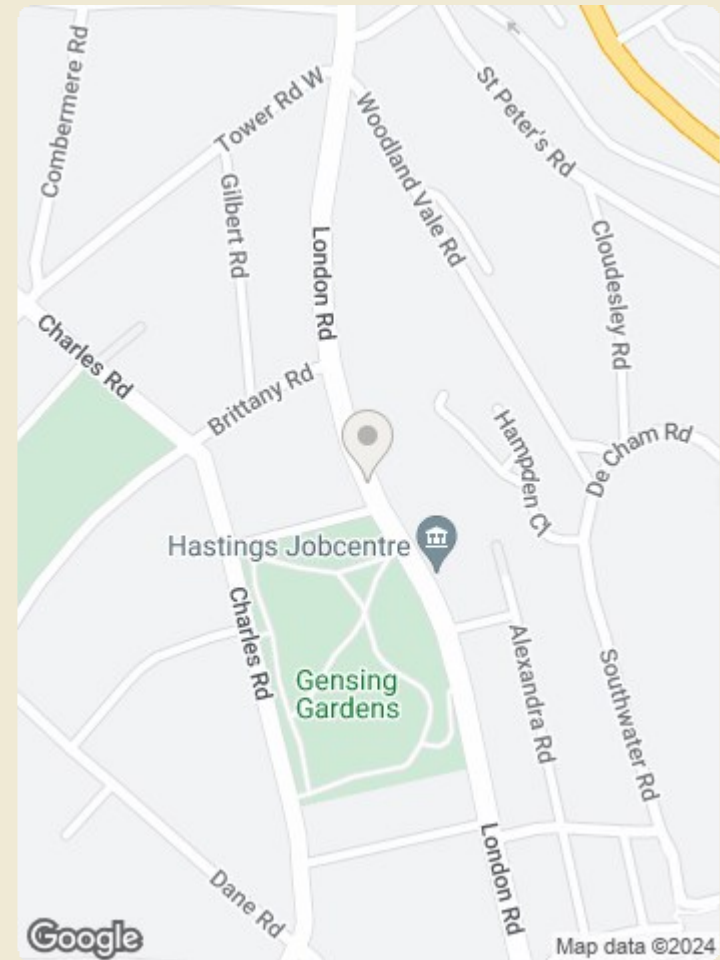 Combermere Rd
Tower Rd W
Woodland Vale Rd
St Peter's Rd
Gilbert Rd
London Rd
Cloudesley Rd
Charles Rd
Brittany Rd
Hampden Cl
De Cham Rd
Hastings Jobcentre
Charles Rd
Gensing
Gardens
Alexandra Rd
Southwater Rd
London Rd
Dane Rd
Google
Map data ©2024